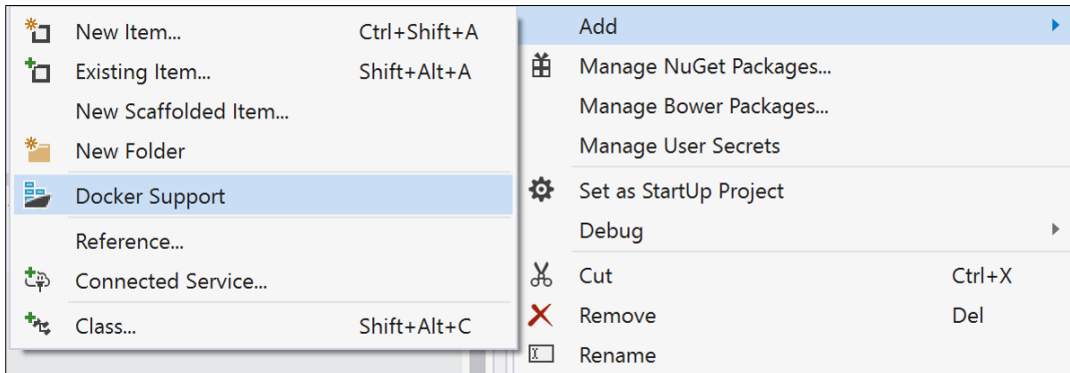 New Item... Ctrl+Shift+A
Existing Item... Shift+Alt+A
New Scaffolded Item...
New Folder
Docker Support
Reference...
Connected Service...
Class... Shift+Alt+C
Add
Manage NuGet Packages...
Manage Bower Packages...
Manage User Secrets
Set as StartUp Project
Debug
Cut Ctrl+X
Remove Del
Rename